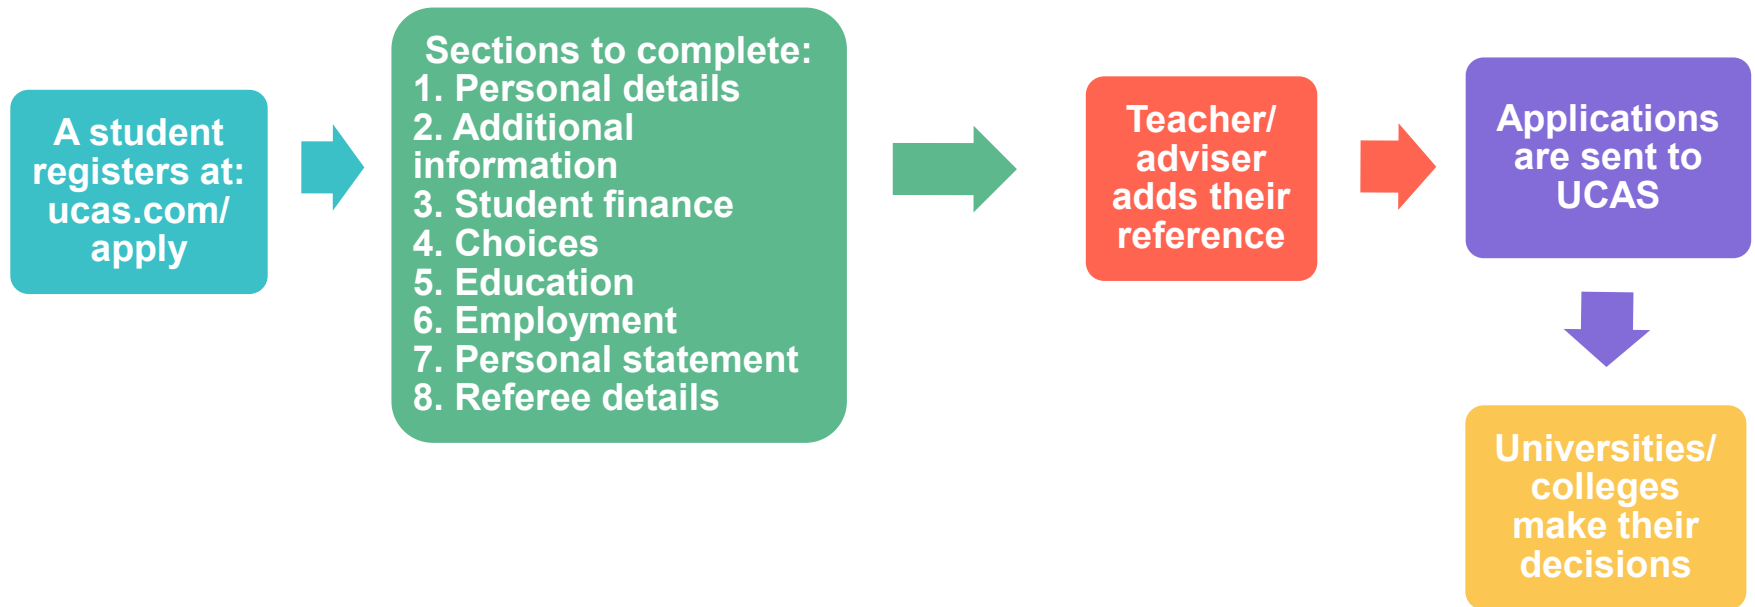 A student
registers at:
ucas.com/
apply
Sections to complete:
1. Personal details
2. Additional
information
3. Student finance
4. Choices
5. Education
6. Employment
7. Personal statement
8. Referee details
Teacher/
adviser
adds their
reference
Applications
are sent to
UCAS
Universities/
colleges
make their
decisions